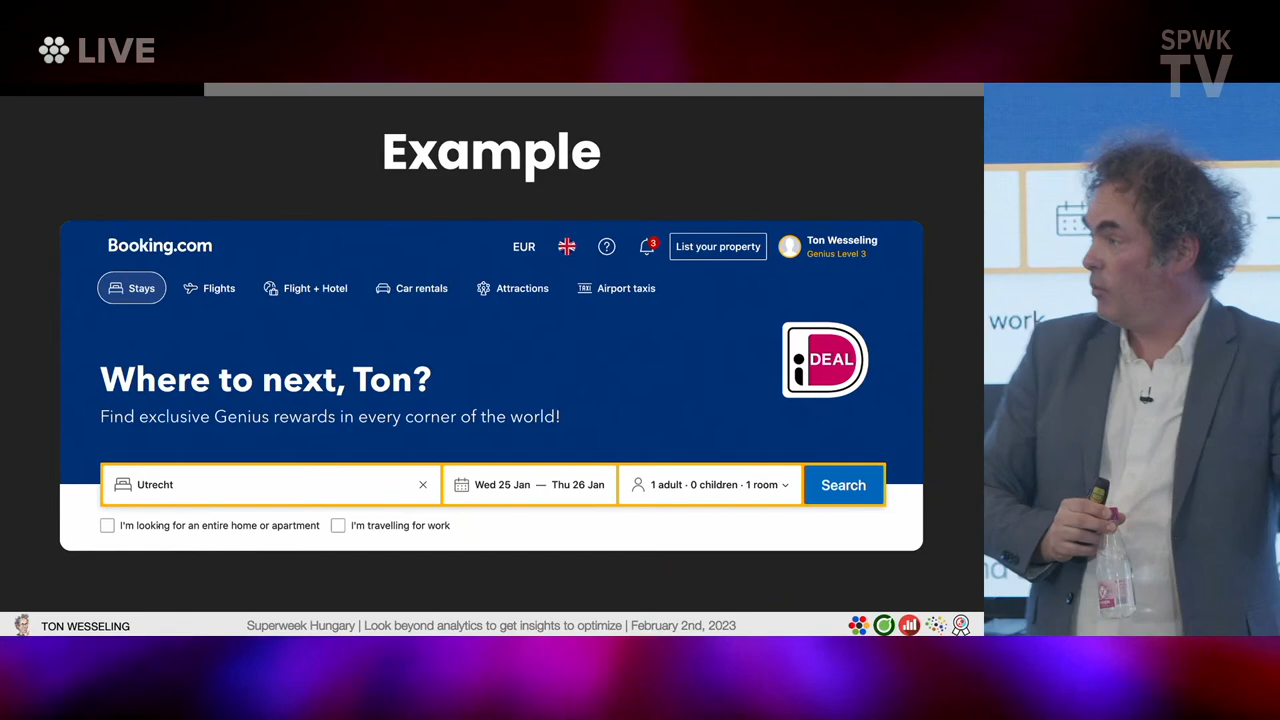 LIVE
SPWK
TV
Example
Booking.com
EUR
?
3
List your property
Ton Wesseling
Genius Level 3
Stays
Flights
Flight + Hotel
Car rentals
Attractions
TAXI
Airport taxis
iDEAL
Where to next, Ton?
Find exclusive Genius rewards in every corner of the world!
Utrecht
Wed 25 Jan — Thu 26 Jan
1 adult · 0 children · 1 room
Search
I'm looking for an entire home or apartment
I'm travelling for work
work
TON WESSELING
Superweek Hungary | Look beyond analytics to get insights to optimize | February 2nd, 2023